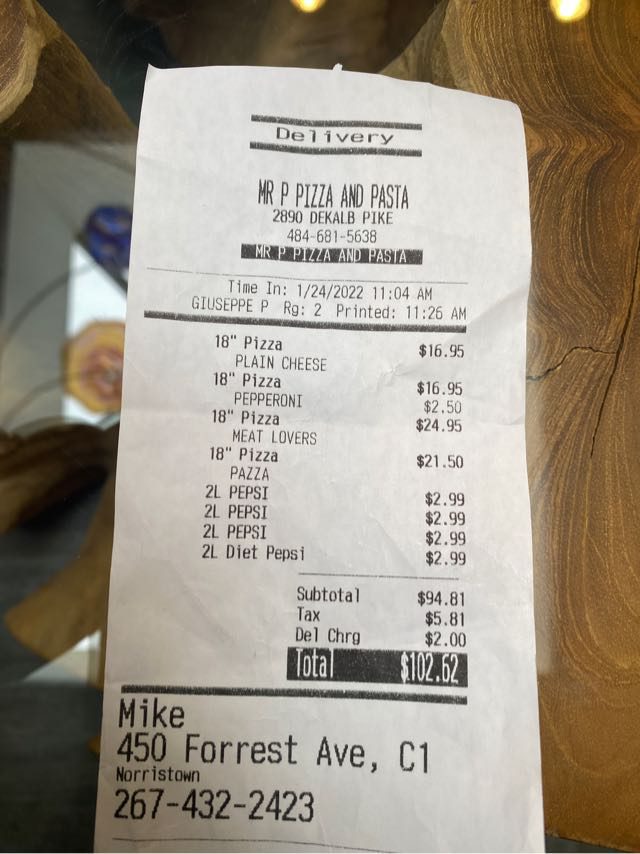 Delivery
MR P PIZZA AND PASTA
2890 DEKALB PIKE
484-681-5638
MR P PIZZA AND PASTA
Time In: 1/24/2022 11:04 AM
GIUSEPPE P Rg: 2 Printed: 11:26 AM
18" Pizza $16.95
PLAIN CHEESE
18" Pizza $16.95
PEPPERONI $2.50
18" Pizza $24.95
MEAT LOVERS
18" Pizza $21.50
PAZZA
2L PEPSI $2.99
2L PEPSI $2.99
2L PEPSI $2.99
2L Diet Pepsi $2.99
Subtotal $94.81
Tax $5.81
Del Chrg $2.00
Total $102.62
Mike
450 Forrest Ave, C1
Norristown
267-432-2423